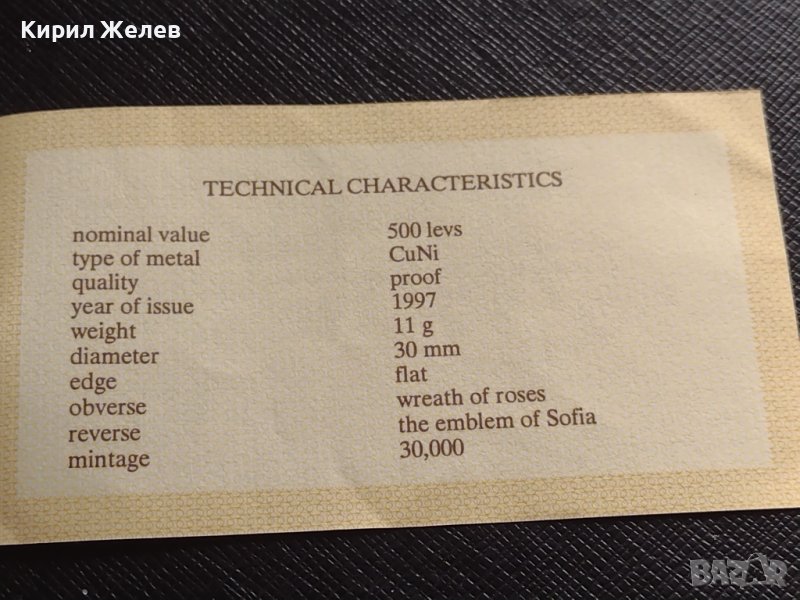 Кирил Желев
TECHNICAL CHARACTERISTICS
nominal value 500 levs
type of metal CuNi
quality proof
year of issue 1997
weight 11 g
diameter 30 mm
edge flat
obverse wreath of roses
reverse the emblem of Sofia
mintage 30,000
BAZAR